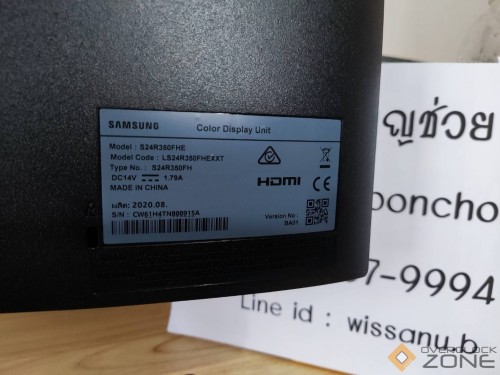 SAMSUNG Color Display Unit
Model : S24R350FHE
Model Code : LS24R350FHEXXT
Type No. : S24R350FH
DC14V 1.79A
MADE IN CHINA
HDMI
CE
ผลิต: 2020.08.
S/N : CW61H4TN800915A
Version No.
BA01
ญช่วย
poncho
7-9994
Line id : wissanu.b
OVERCLOCK
ZONE